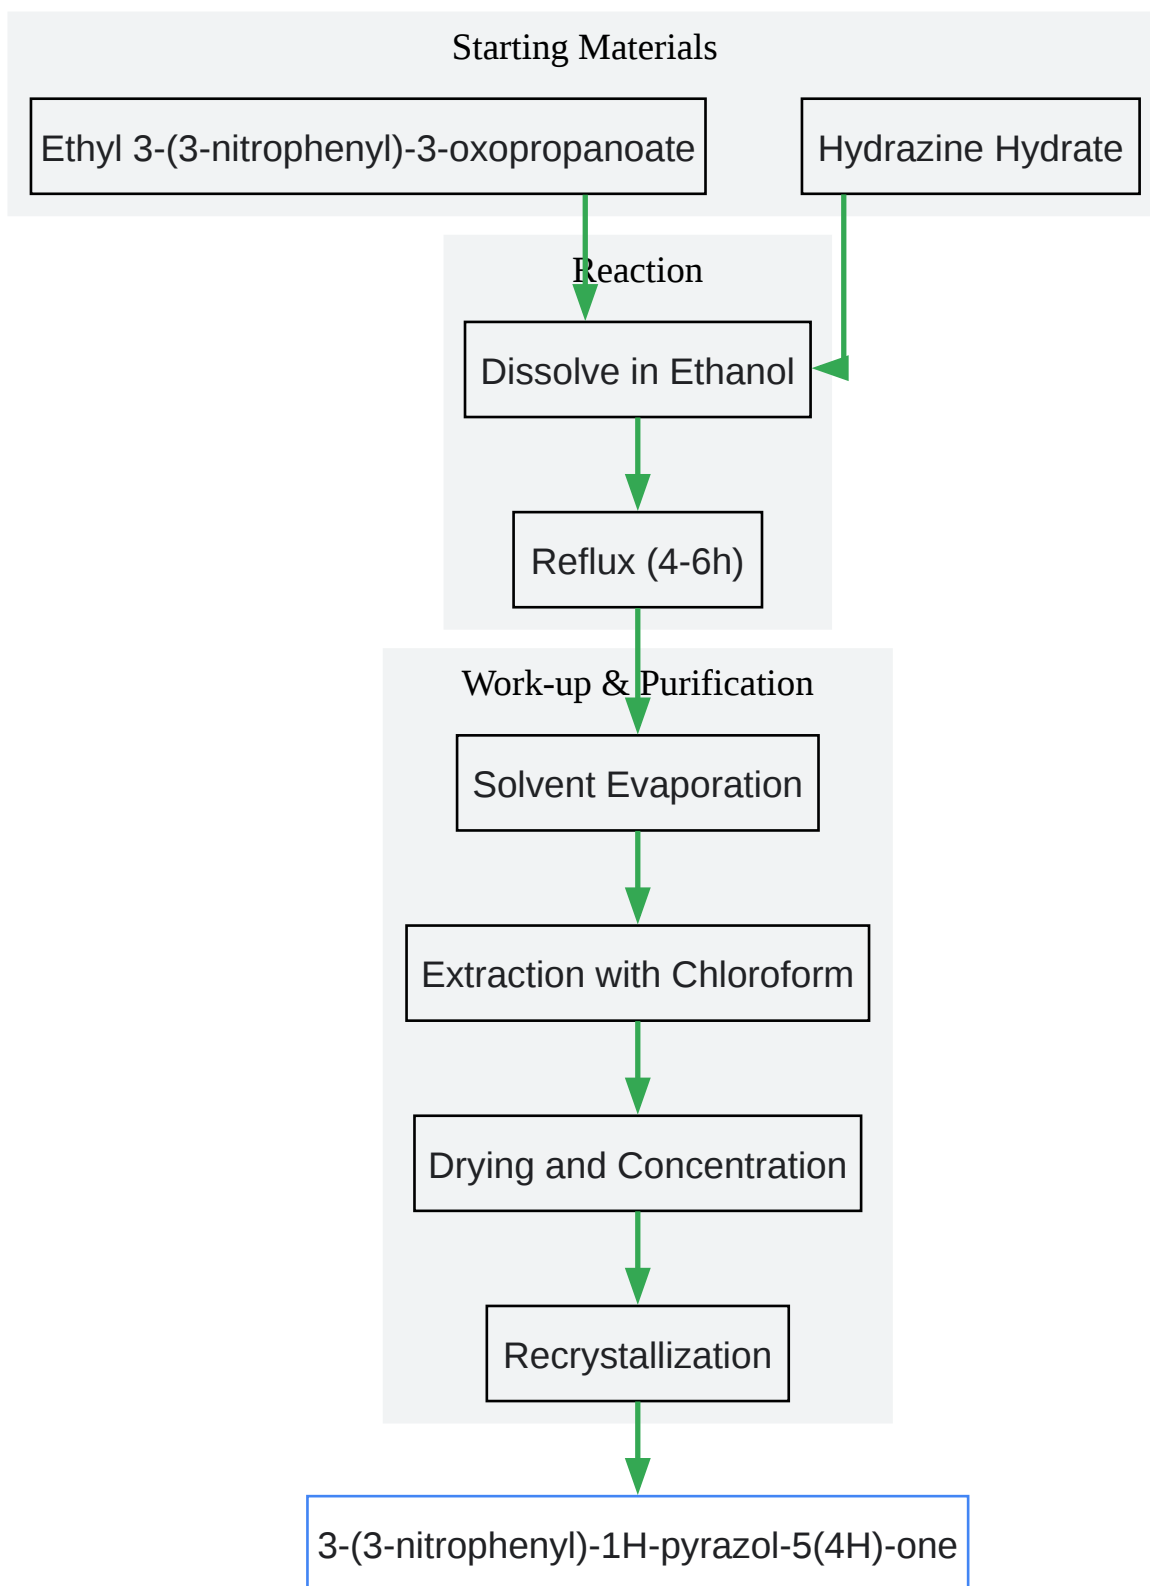 Starting Materials
Ethyl 3-(3-nitrophenyl)-3-oxopropanoate
Hydrazine Hydrate
Reaction
Dissolve in Ethanol
Reflux (4-6h)
Work-up & Purification
Solvent Evaporation
Extraction with Chloroform
Drying and Concentration
Recrystallization
3-(3-nitrophenyl)-1H-pyrazol-5(4H)-one